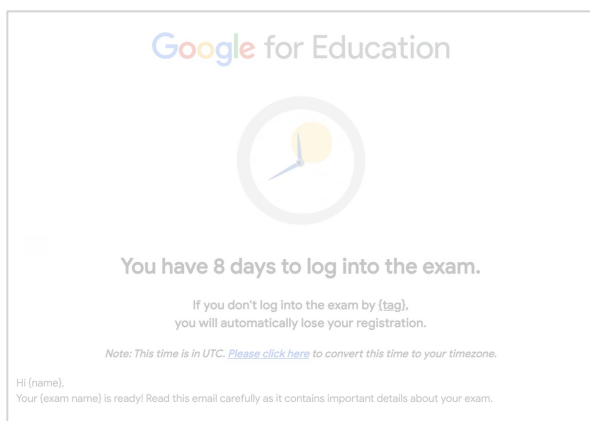 Google for Education
You have 8 days to log into the exam.
If you don't log into the exam by {tag},
you will automatically lose your registration.
Note: This time is in UTC. Please click here to convert this time to your timezone.
Hi {name},
Your {exam name} is ready! Read this email carefully as it contains important details about your exam.